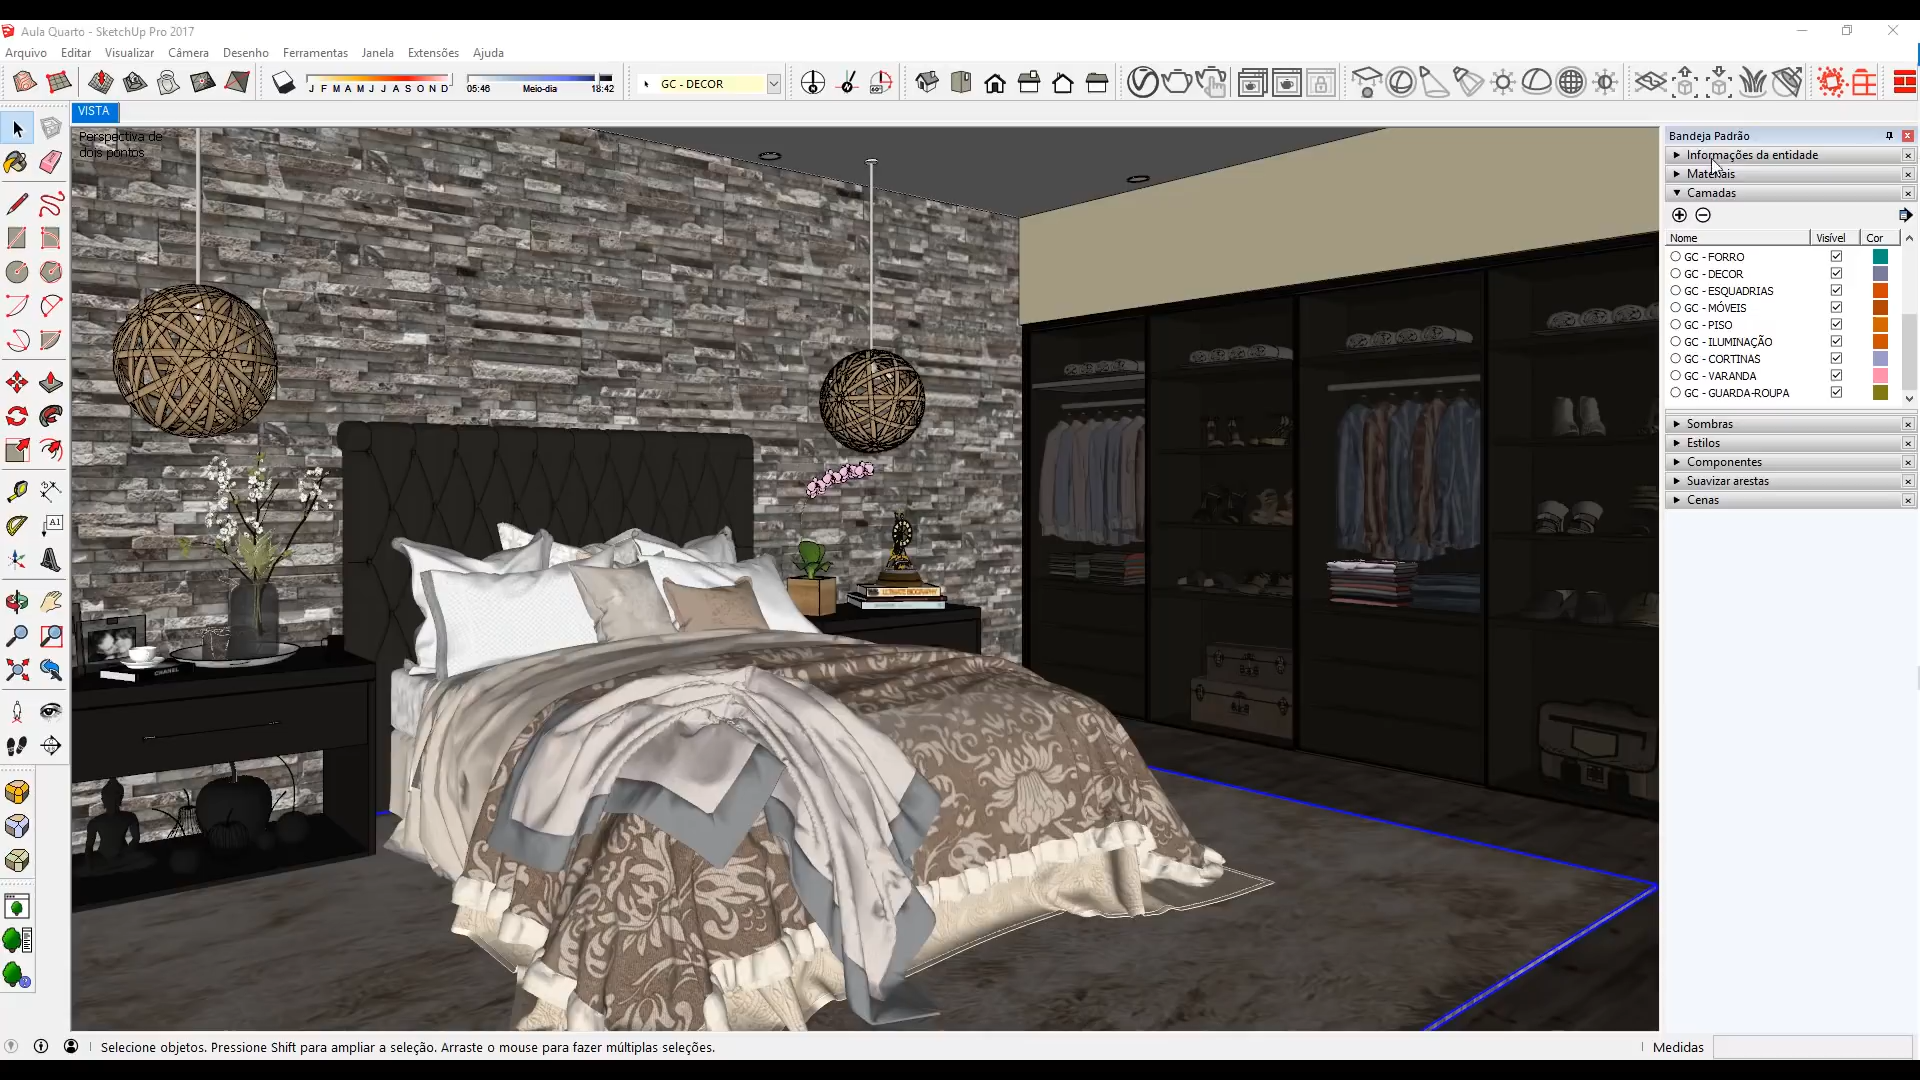 Aula Quarto - SketchUp Pro 2017
Arquivo Editar Visualizar Câmera Desenho Ferramentas Janela Extensões Ajuda
J F M A M J J A S O N D
05:46 Meio-dia 18:42
GC - DECOR
VISTA
Perspectiva de
dois pontos
A1
Bandeja Padrão
Informações da entidade
Materiais
Camadas
Nome Visível Cor
GC - FORRO
GC - DECOR
GC - ESQUADRIAS
GC - MÓVEIS
GC - PISO
GC - ILUMINAÇÃO
GC - CORTINAS
GC - VARANDA
GC - GUARDA-ROUPA
Sombras
Estilos
Componentes
Suavizar arestas
Cenas
ULTIMATE BIOGRAPHY
CHANEL
Selecione objetos. Pressione Shift para ampliar a seleção. Arraste o mouse para fazer múltiplas seleções.
Medidas